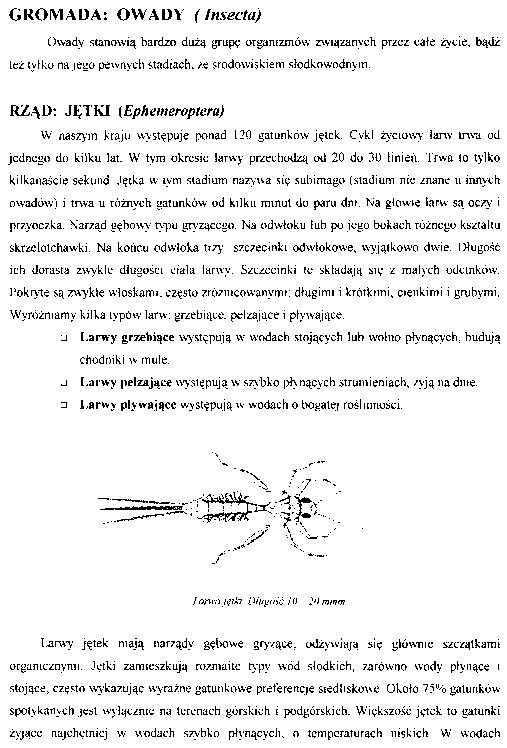 GROMADA: OWADY ( Insecta)
Owady stanowią bardzo dużą grupę organizmów związanych przez całe życie, bądź
też tylko na jego pewnych stadiach, ze środowiskiem słodkowodnym.
RZĄD: JĘTKI (Ephemeroptera)
W naszym kraju występuje ponad 120 gatunków jętek. Cykl życiowy larw trwa od
jednego do kilku lat. W tym okresie larwy przechodzą od 20 do 30 linień. Trwa to tylko
kilkanaście sekund. Jętka w tym stadium nazywa się subimago (stadium nie znane u innych
owadów) i trwa u różnych gatunków od kilku minut do paru dni. Na głowie larw są oczy i
przyoczka. Narząd gębowy typu gryzącego. Na odwłoku lub po jego bokach różnego kształtu
skrzelotchawki. Na końcu odwłoka trzy szczecinki odwłokowe, wyjątkowo dwie. Długość
ich dorasta zwykle długości ciała larwy. Szczecinki te składają się z małych odcinków.
Pokryte są zwykle włoskami, często zróżnicowanymi: długimi i krótkimi, cienkimi i grubymi.
Wyróżniamy kilka typów larw: grzebiące, pełzające i pływające.
□ Larwy grzebiące występują w wodach stojących lub wolno płynących, budują
chodniki w mule.
□ Larwy pełzające występują w szybko płynących strumieniach, żyją na dnie.
□ Larwy pływające występują w wodach o bogatej roślinności.
Larwa jętki. Długość 10 - 20 mmm
Larwy jętek mają narządy gębowe gryzące, odżywiają się głównie szczątkami
organicznymi. Jętki zamieszkują rozmaite typy wód słodkich, zarówno wody płynące i
stojące, często wykazując wyraźne gatunkowe preferencje siedliskowe. Około 75% gatunków
spotykanych jest wyłącznie na terenach górskich i podgórskich. Większość jętek to gatunki
żyjące najchętniej w wodach szybko płynących, o temperaturach niskich. W wodach